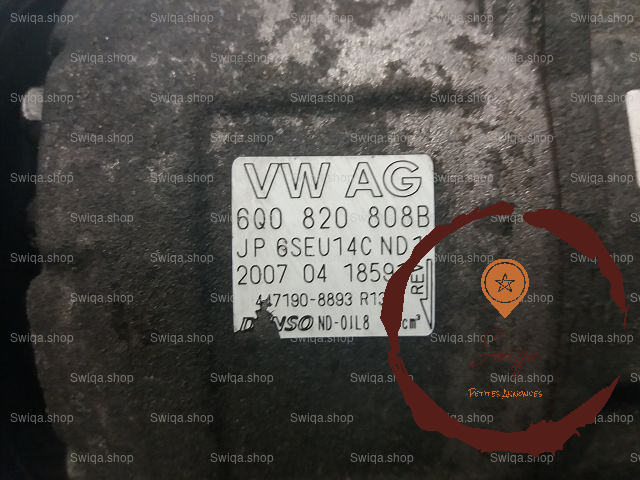 VW AG
6Q0 820 808B
JP 6SEU14C ND
2007 04 1859
REV
447190-8893 R13
DENSO ND-OIL8 cm³
Swiqa.shop
PETITES ANNONCES